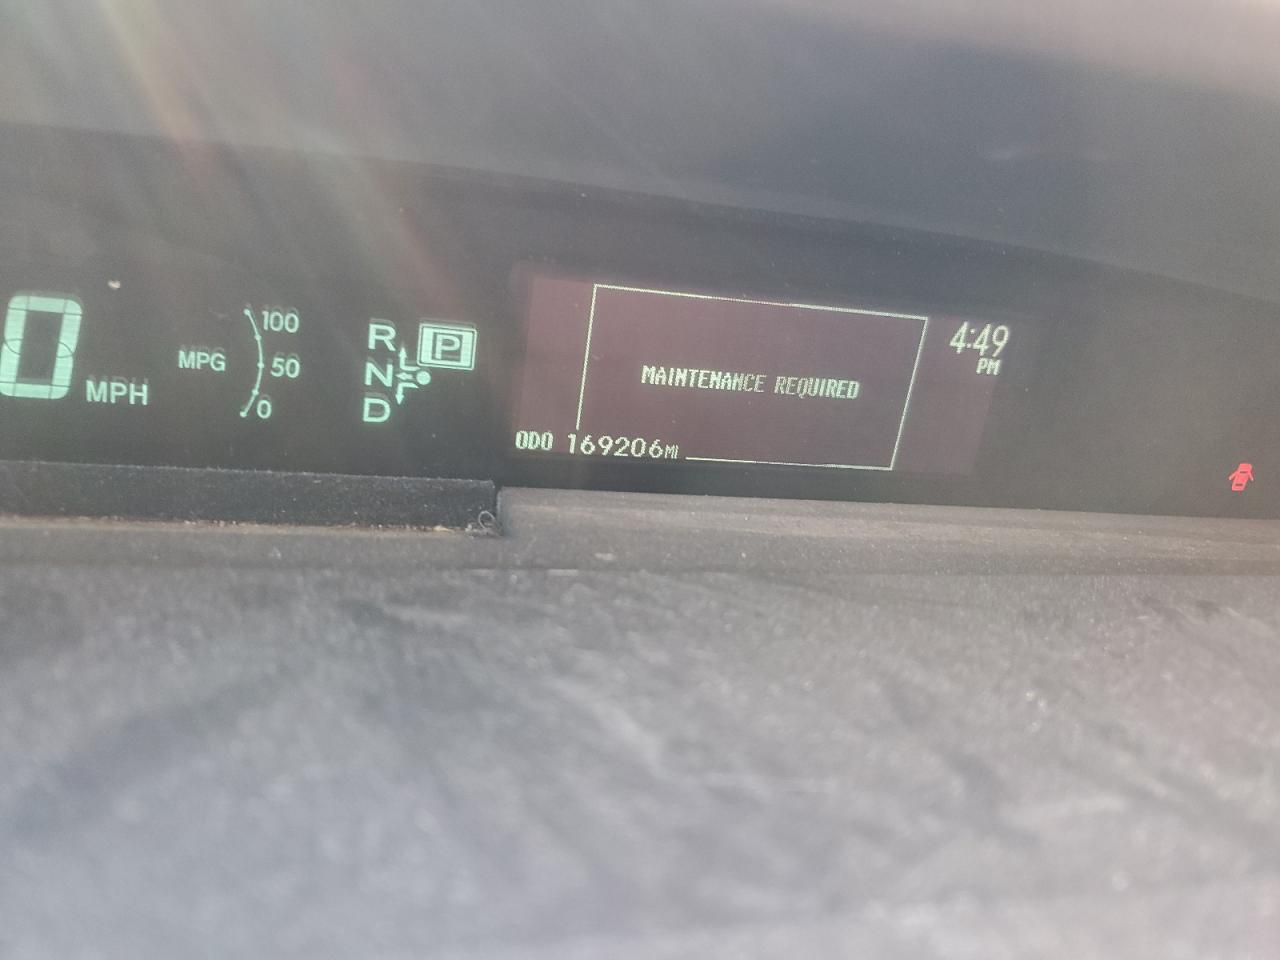 0 MPH
MPG
100
50
0
R
N
D
P
MAINTENANCE REQUIRED
4:49
PM
ODO 169206MI